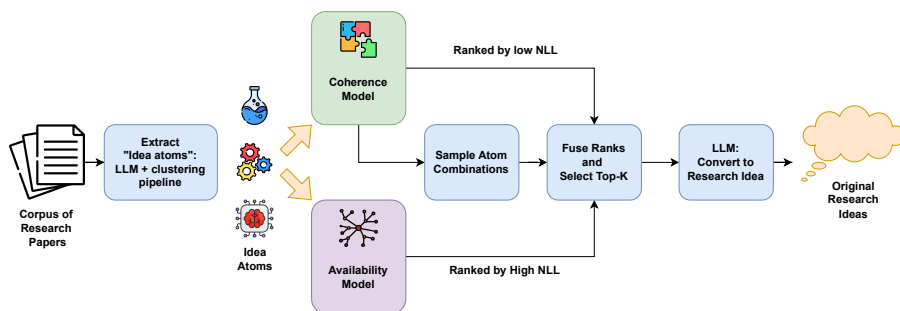 Corpus of
Research
Papers
Extract
"Idea atoms":
LLM + clustering
pipeline
Idea
Atoms
Coherence
Model
Availability
Model
Ranked by low NLL
Ranked by High NLL
Sample Atom
Combinations
Fuse Ranks
and
Select Top-K
LLM:
Convert to
Research Idea
Original
Research
Ideas